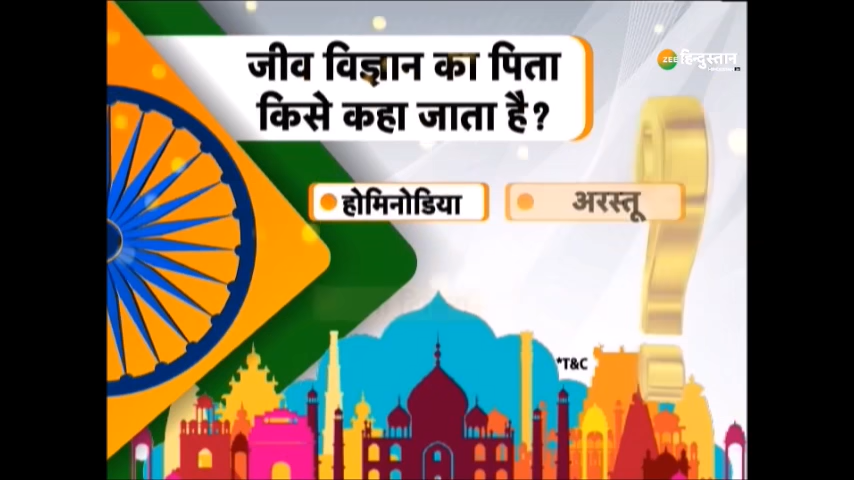 जीव विज्ञान का पिता
किसे कहा जाता है?
ZEE हिन्दुस्तान
होमिनोडिया
अरस्तू
*T&C